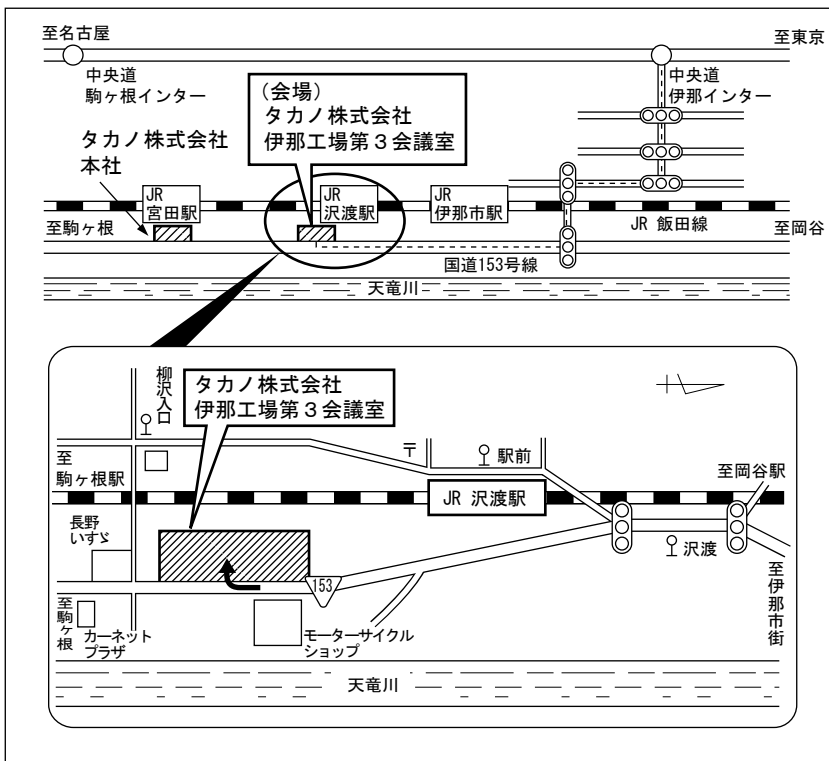 至名古屋
至東京
中央道
駒ヶ根インター
(会場)
タカノ株式会社
伊那工場第3会議室
中央道
伊那インター
タカノ株式会社
本社
JR
宮田駅
JR
沢渡駅
JR
伊那市駅
至駒ヶ根
JR 飯田線
至岡谷
国道153号線
天竜川
柳沢入口
タカノ株式会社
伊那工場第3会議室
〒
駅前
至
駒ヶ根駅
JR 沢渡駅
至岡谷駅
長野
いすゞ
沢渡
153
至伊那市街
至駒ヶ根
カーネット
プラザ
モーターサイクル
ショップ
天竜川